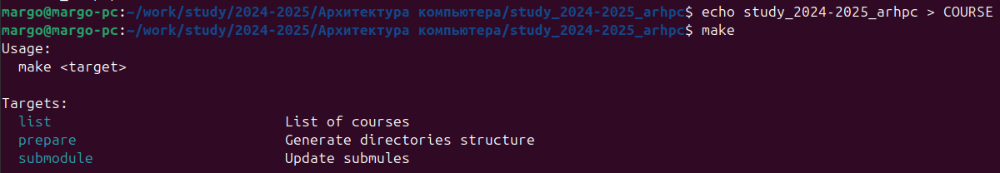 margo@margo-pc:~/work/study/2024-2025/Архитектура компьютера/study_2024-2025_arhpc$ echo study_2024-2025_arhpc > COURSE
margo@margo-pc:~/work/study/2024-2025/Архитектура компьютера/study_2024-2025_arhpc$ make
Usage:
  make <target>

Targets:
  list                            List of courses
  prepare                         Generate directories structure
  submodule                       Update submules